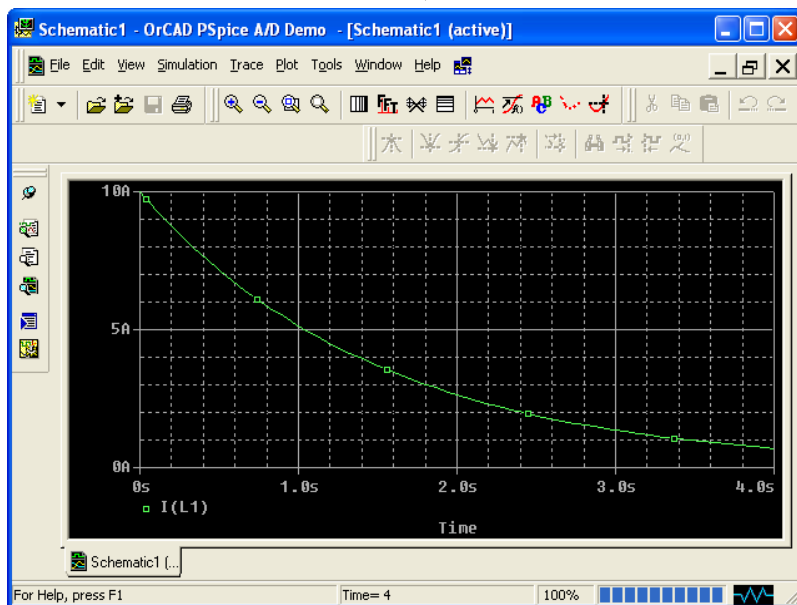 Schematic1 - OrCAD PSpice A/D Demo - [Schematic1 (active)]
File Edit View Simulation Trace Plot Tools Window Help
10A
5A
0A
0s 1.0s 2.0s 3.0s 4.0s
I(L1)
Time
Schematic1 (...
For Help, press F1 Time= 4 100%